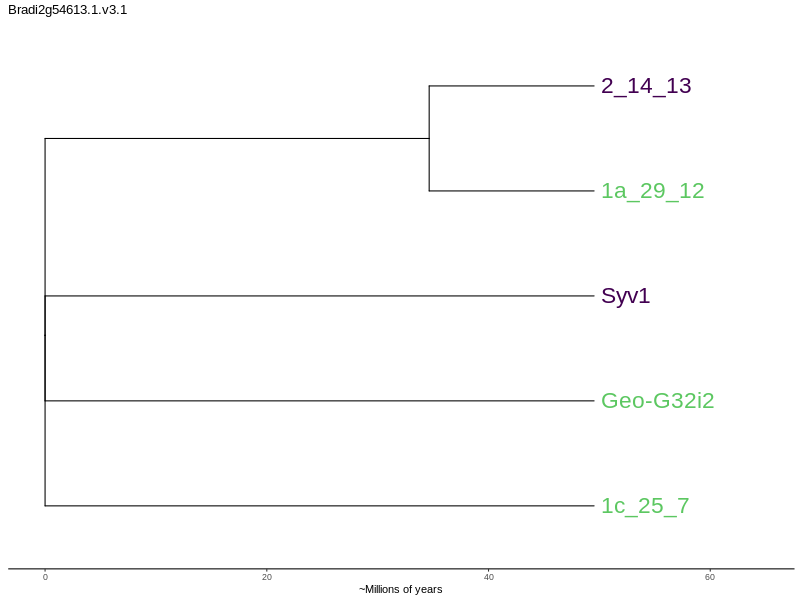 Bradi2g54613.1.v3.1
2_14_13
1a_29_12
Syv1
Geo-G32i2
1c_25_7
0 20 40 60
~Millions of years